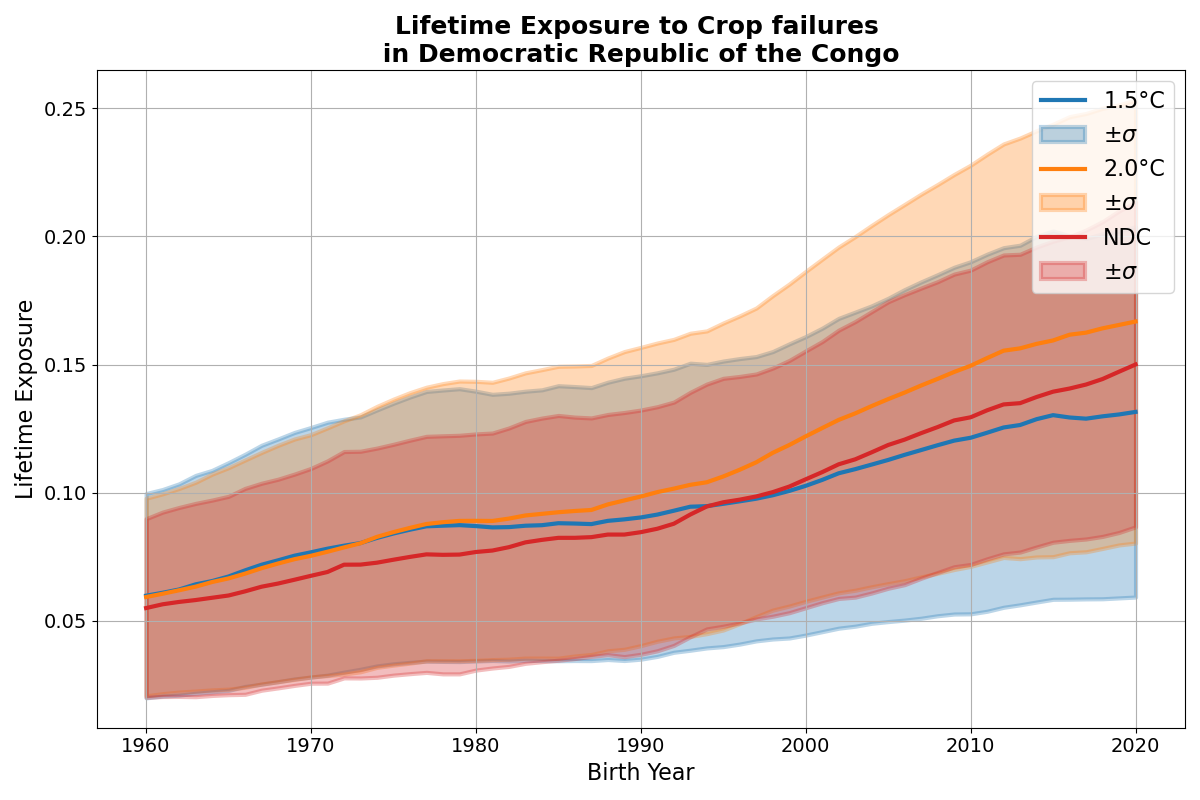 Lifetime Exposure to Crop failures
in Democratic Republic of the Congo
Lifetime Exposure
0.25
0.20
0.15
0.10
0.05
1.5°C
±σ
2.0°C
±σ
NDC
±σ
1960 1970 1980 1990 2000 2010 2020
Birth Year